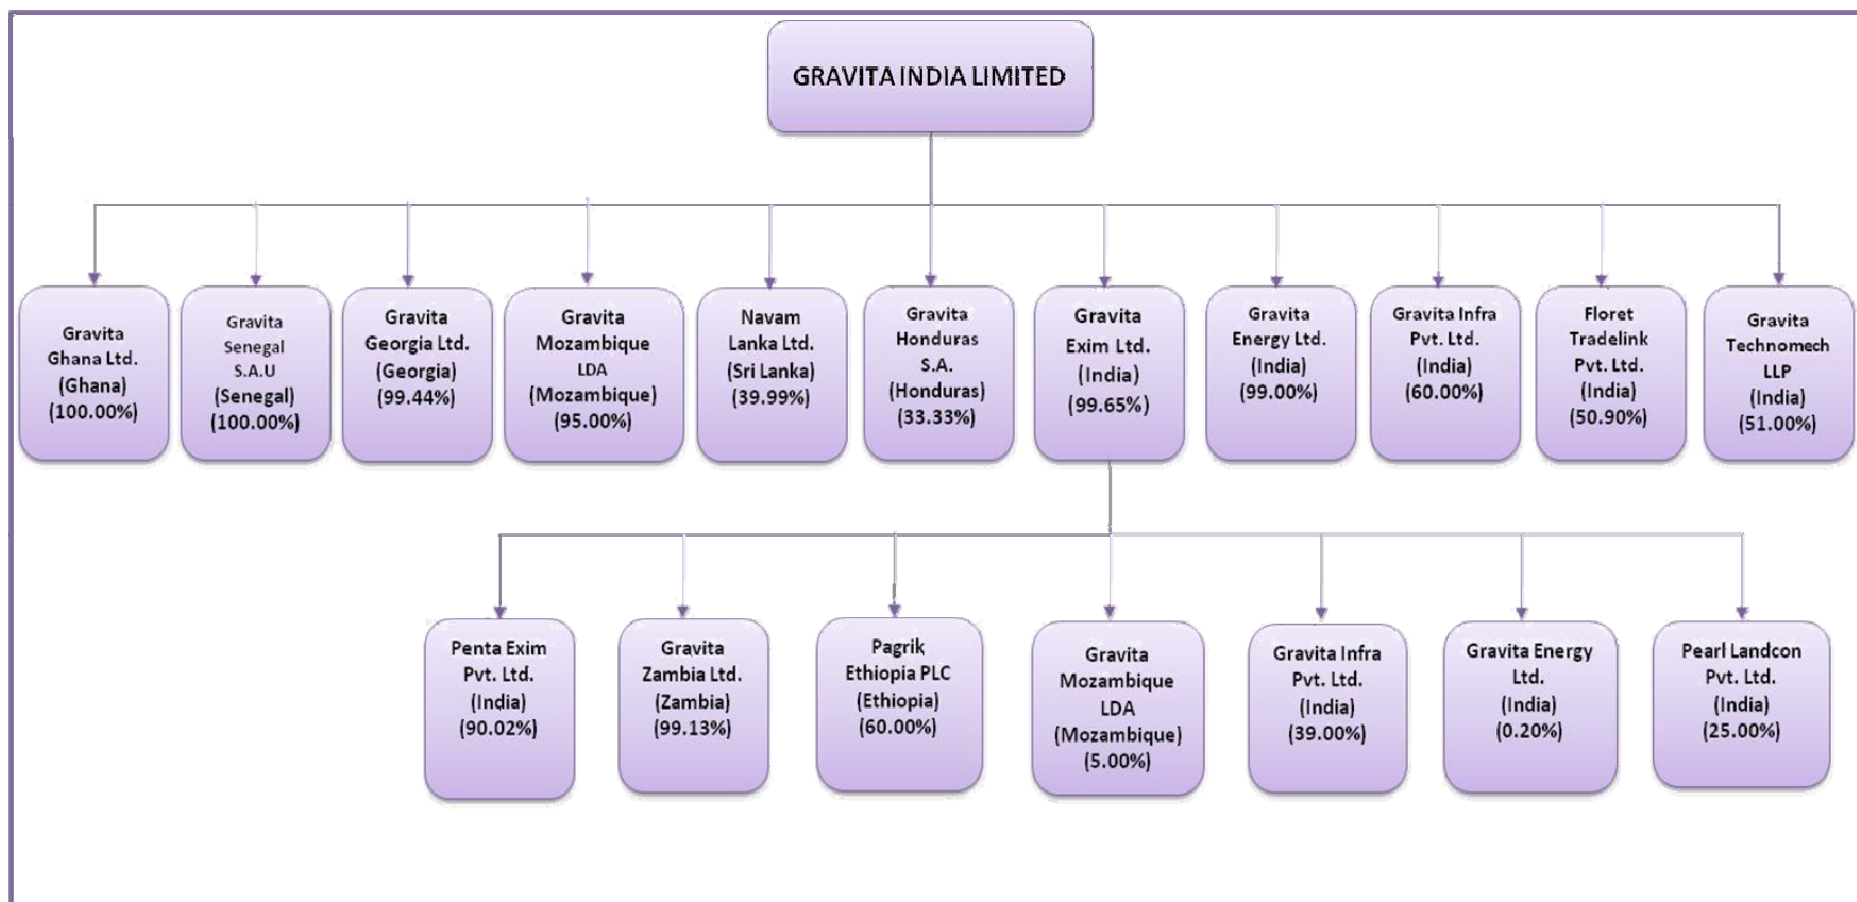 GRAVITA INDIA LIMITED
Gravita
Ghana Ltd.
(Ghana)
(100.00%)
Gravita
Senegal
S.A.U
(Senegal)
(100.00%)
Gravita
Georgia Ltd.
(Georgia)
(99.44%)
Gravita
Mozambique
LDA
(Mozambique)
(95.00%)
Navam
Lanka Ltd.
(Sri Lanka)
(39.99%)
Gravita
Honduras
S.A.
(Honduras)
(33.33%)
Gravita
Exim Ltd.
(India)
(99.65%)
Gravita
Energy Ltd.
(India)
(99.00%)
Gravita Infra
Pvt. Ltd.
(India)
(60.00%)
Floret
Tradelink
Pvt. Ltd.
(India)
(50.90%)
Gravita
Technomech
LLP
(India)
(51.00%)
Penta Exim
Pvt. Ltd.
(India)
(90.02%)
Gravita
Zambia Ltd.
(Zambia)
(99.13%)
Pagrik
Ethiopia PLC
(Ethiopia)
(60.00%)
Gravita
Mozambique
LDA
(Mozambique)
(5.00%)
Gravita Infra
Pvt. Ltd.
(India)
(39.00%)
Gravita Energy
Ltd.
(India)
(0.20%)
Pearl Landcon
Pvt. Ltd.
(India)
(25.00%)